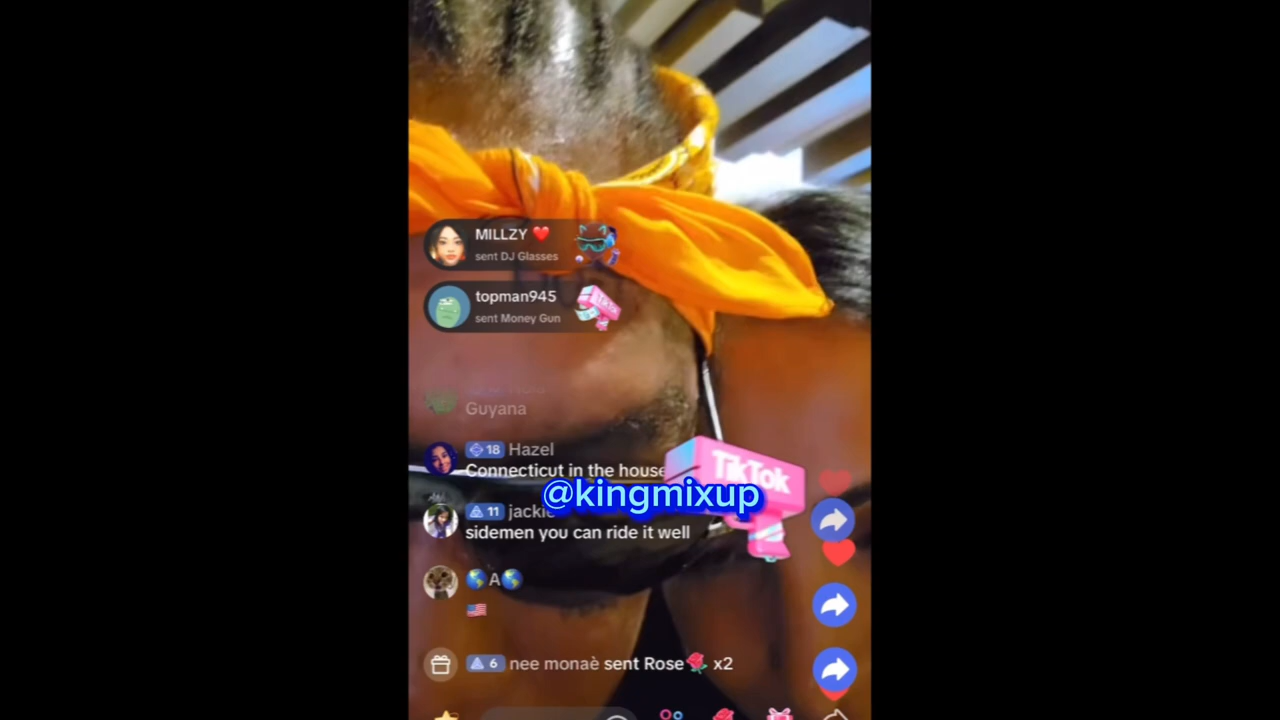 MILLZY ❤️
sent DJ Glasses
topman945
sent Money Gun
TikTok
Guyana
18 Hazel
Connecticut in the house
TikTok
@kingmixup
11 jackie
sidemen you can ride it well
🌎A🌎
🇺🇸
6 nee monaè sent Rose🌹 x2